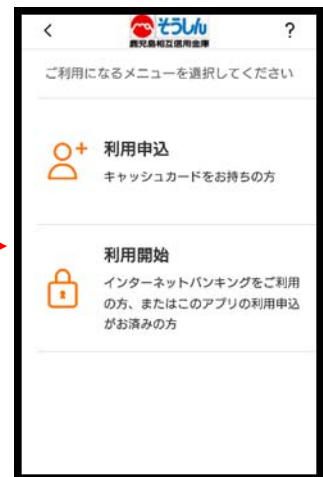 そうしん
?
鹿児島相互信用金庫
ご利用になるメニューを選択してください
利用申込
キャッシュカードをお持ちの方
利用開始
インターネットバンキングをご利用
の方、またはこのアプリの利用申込
がお済みの方